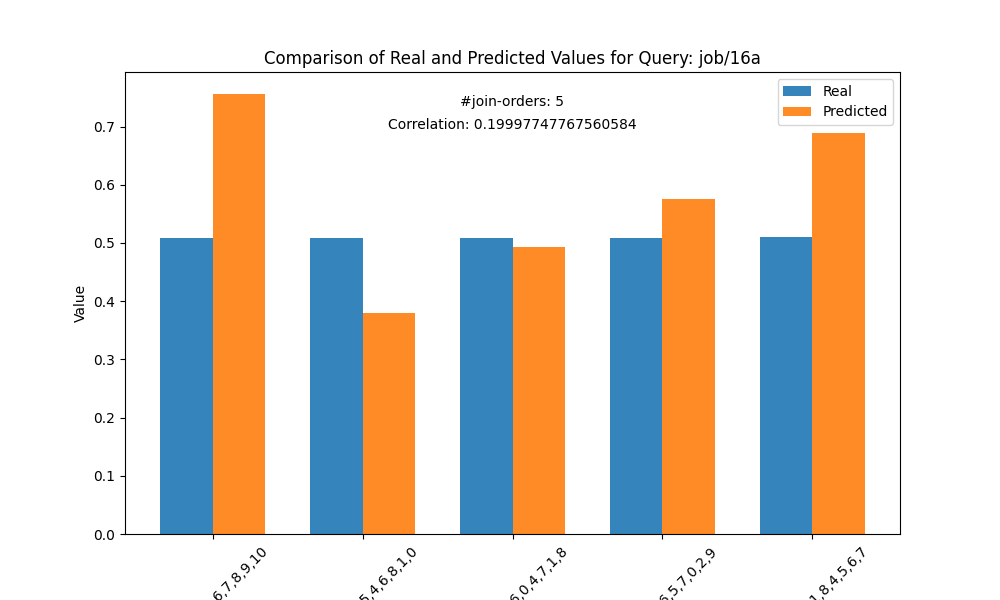 Comparison of Real and Predicted Values for Query: job/16a
#join-orders: 5
Correlation: 0.19997747767560584
Real
Predicted
Value
0.7
0.6
0.5
0.4
0.3
0.2
0.1
0.0
6,7,8,9,10
5,4,6,8,1,0
6,0,4,7,1,8
6,5,7,0,2,9
1,8,4,5,6,7